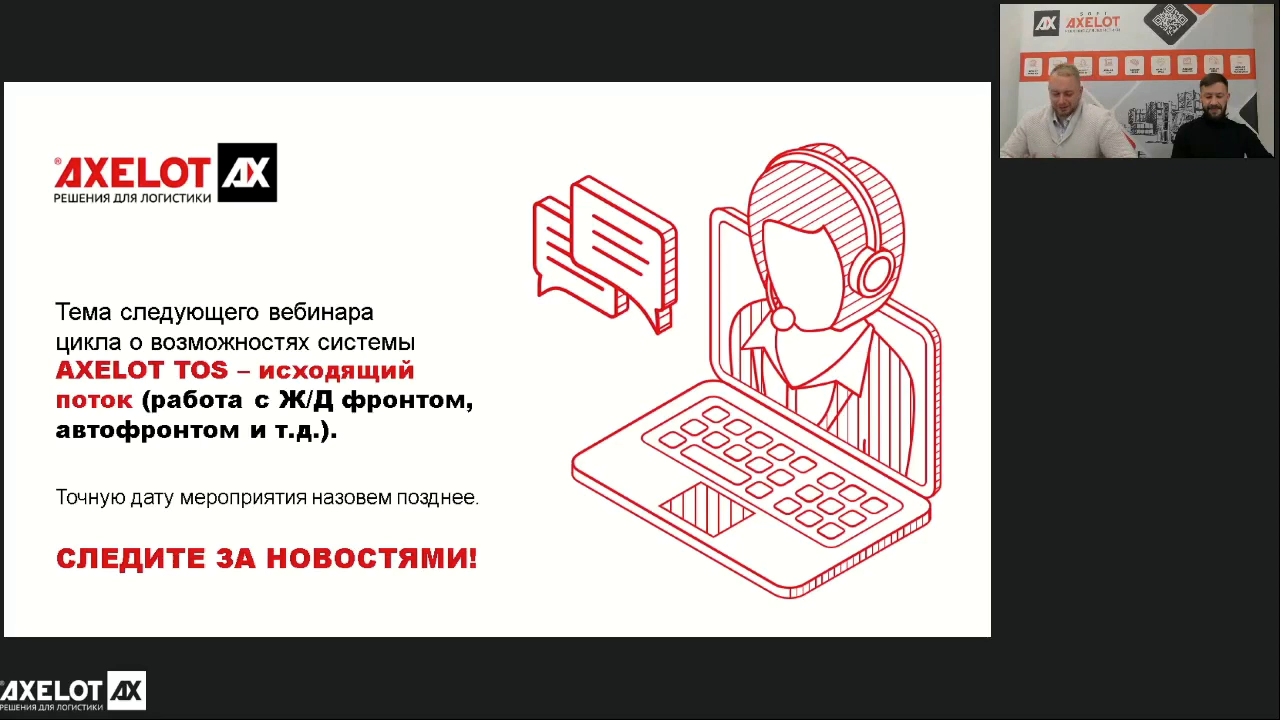 ®AXELOT AX
РЕШЕНИЯ ДЛЯ ЛОГИСТИКИ
Тема следующего вебинара
цикла о возможностях системы
AXELOT TOS – исходящий
поток (работа с Ж/Д фронтом,
автофронтом и т.д.).
Точную дату мероприятия назовем позднее.
СЛЕДИТЕ ЗА НОВОСТЯМИ!
AX
SOFT
AXELOT
AXELOT AX
РЕШЕНИЯ ДЛЯ ЛОГИСТИКИ